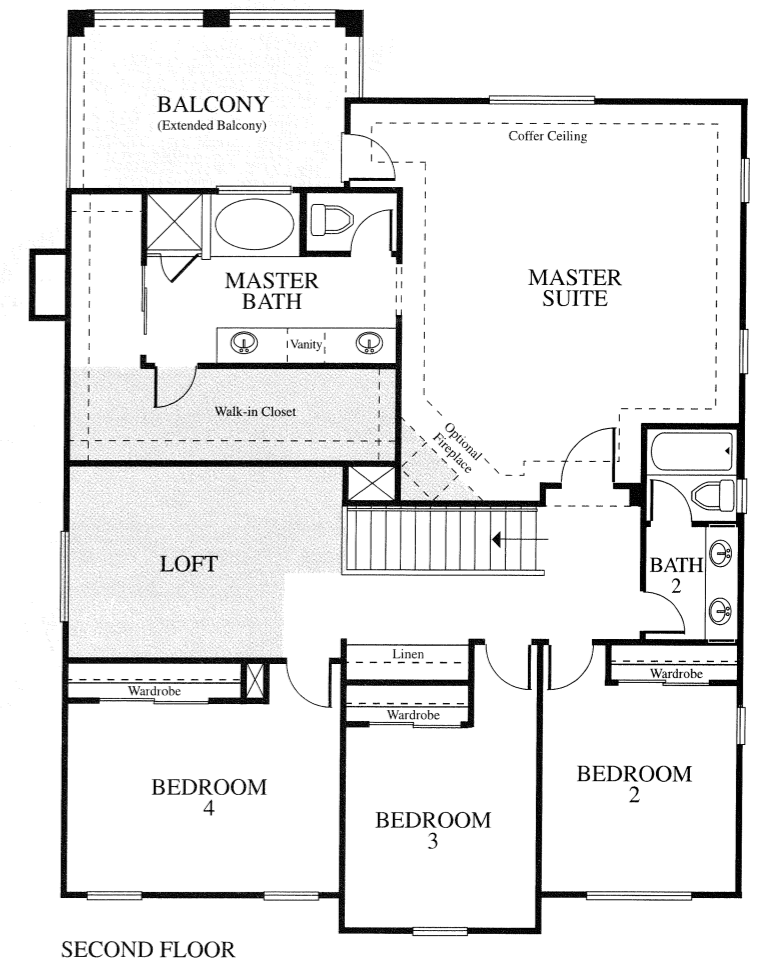 BALCONY
(Extended Balcony)
Coffer Ceiling
MASTER
BATH
MASTER
SUITE
Vanity
Walk-in Closet
Optional
Fireplace
LOFT
BATH
2
Linen
Wardrobe
Wardrobe
Wardrobe
BEDROOM
4
BEDROOM
3
BEDROOM
2
SECOND FLOOR